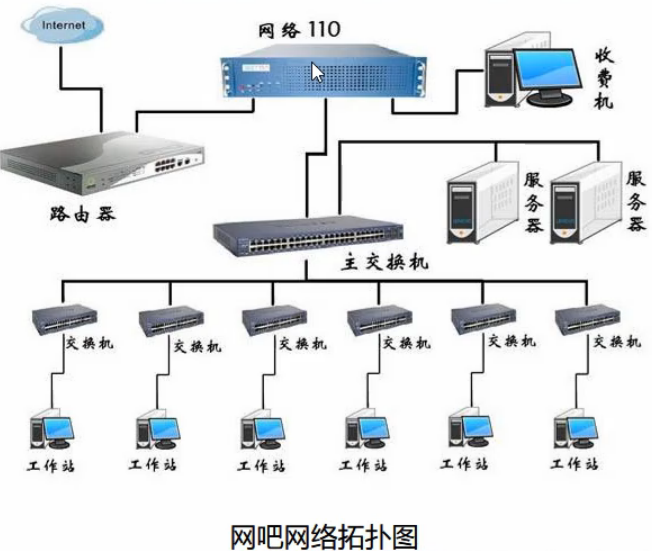 Internet
网络 110
收费机
路由器
服务器
服务器
主交换机
交换机
交换机
交换机
交换机
交换机
交换机
工作站
工作站
工作站
工作站
工作站
工作站
网吧网络拓扑图